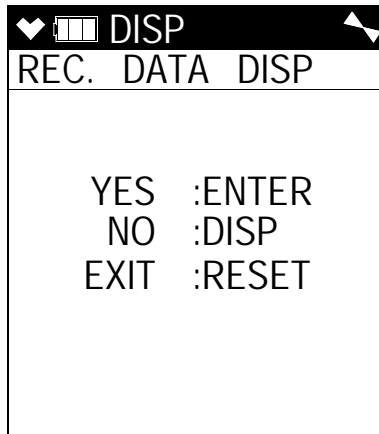 DISP
REC. DATA DISP
YES :ENTER
NO :DISP
EXIT :RESET